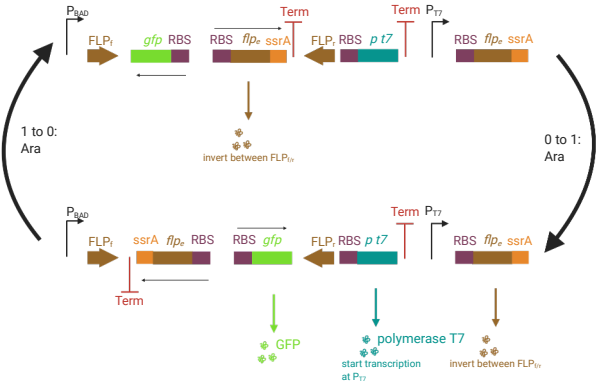 P_BAD Term Term P_T7
FLP_f gfp RBS RBS flp_e ssrA FLP_r RBS p t7 RBS flp_e ssrA
1 to 0:
Ara
0 to 1:
Ara
invert between FLP_f/r
P_BAD Term P_T7
FLP_f ssrA flp_e RBS RBS gfp FLP_r RBS p t7 RBS flp_e ssrA
Term
GFP
polymerase T7
start transcription
at P_T7
invert between FLP_f/r